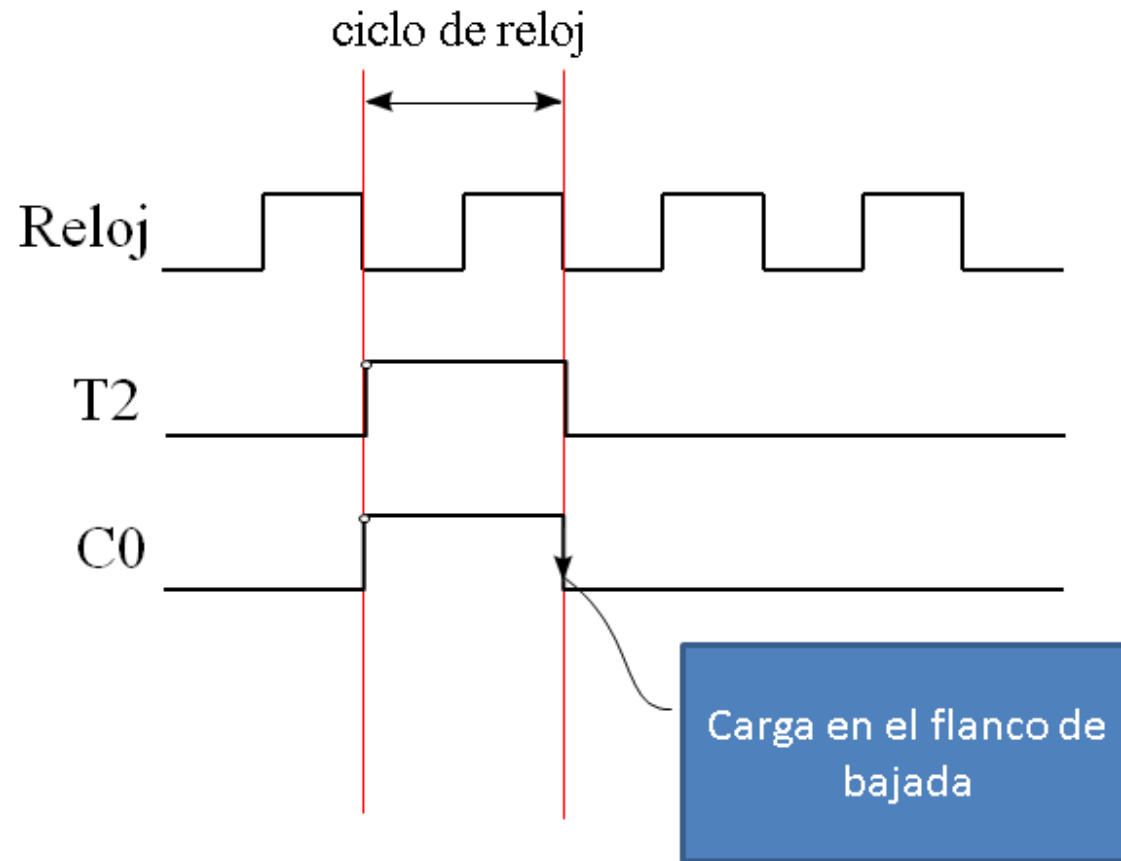 ciclo de reloj
Reloj
T2
C0
Carga en el flanco de
bajada